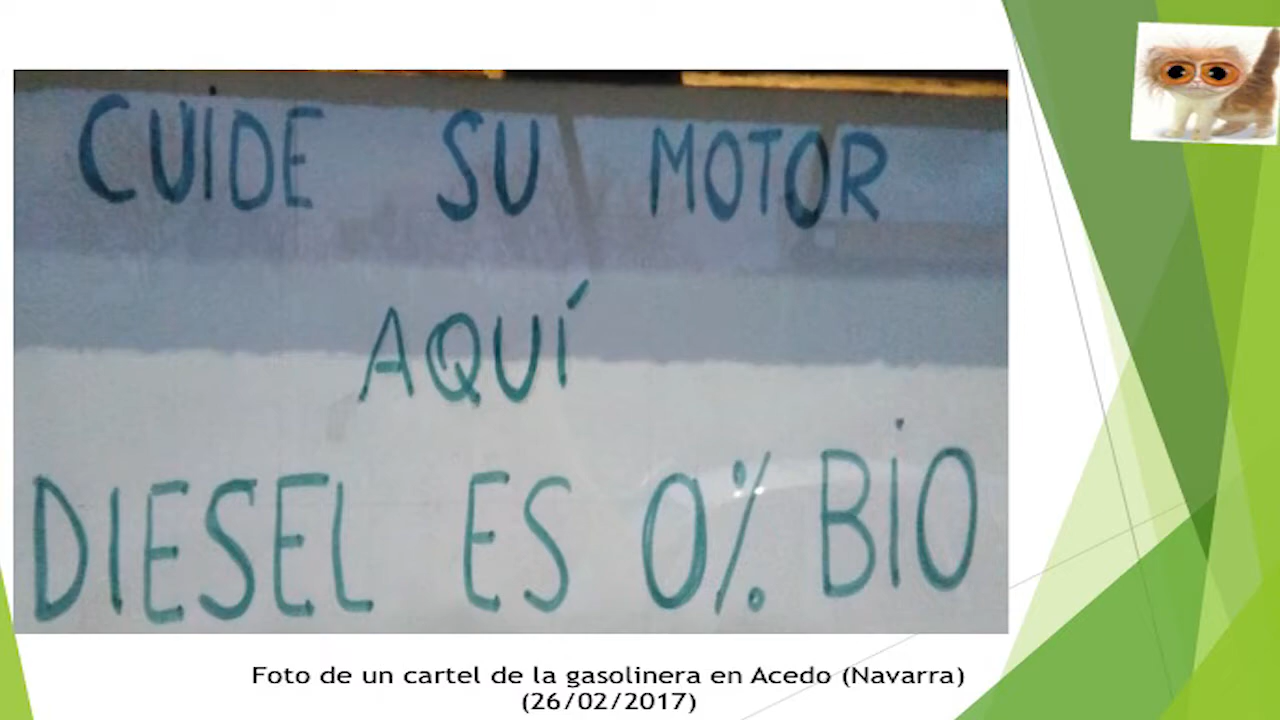 CUIDE SU MOTOR
AQUÍ
DIESEL ES 0% BIO
Foto de un cartel de la gasolinera en Acedo (Navarra)
(26/02/2017)